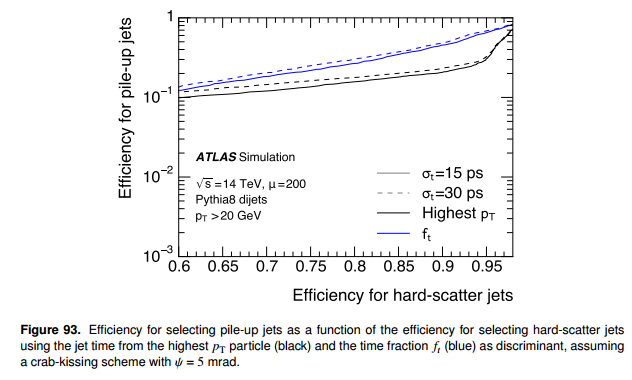 Efficiency for pile-up jets
1
10⁻¹
10⁻²
10⁻³
ATLAS Simulation
√s =14 TeV, μ=200
Pythia8 dijets
pT >20 GeV
σt=15 ps
σt=30 ps
Highest pT
ft
0.6 0.65 0.7 0.75 0.8 0.85 0.9 0.95
Efficiency for hard-scatter jets
Figure 93. Efficiency for selecting pile-up jets as a function of the efficiency for selecting hard-scatter jets
using the jet time from the highest pT particle (black) and the time fraction ft (blue) as discriminant, assuming
a crab-kissing scheme with ψ = 5 mrad.